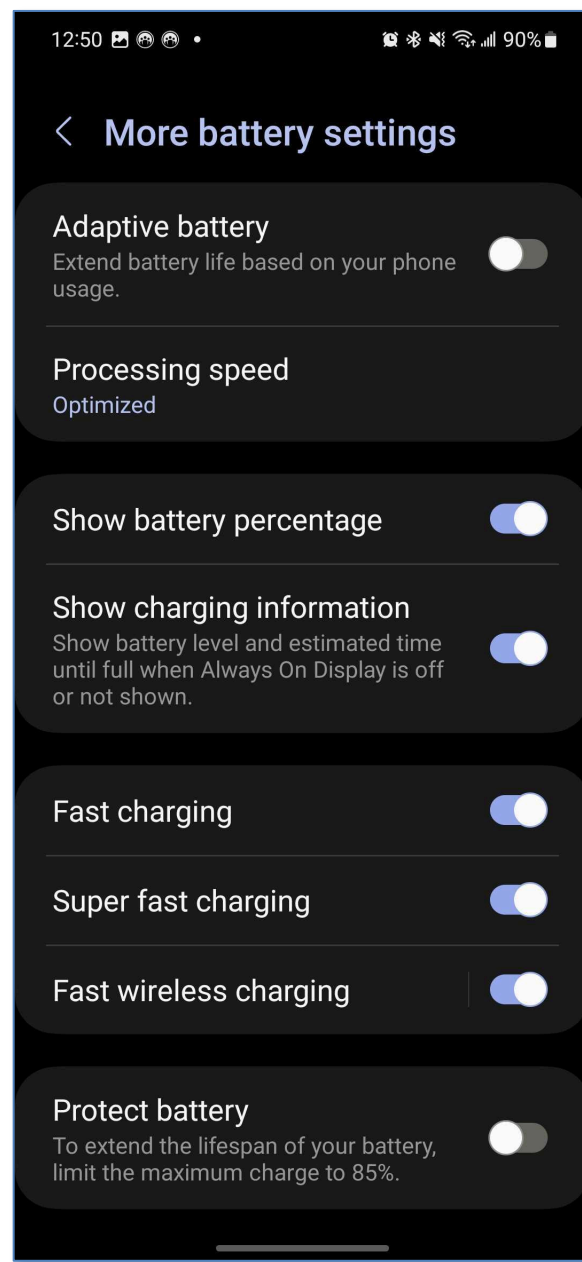 12:50 90%
More battery settings
Adaptive battery
Extend battery life based on your phone
usage.
Processing speed
Optimized
Show battery percentage
Show charging information
Show battery level and estimated time
until full when Always On Display is off
or not shown.
Fast charging
Super fast charging
Fast wireless charging
Protect battery
To extend the lifespan of your battery,
limit the maximum charge to 85%.